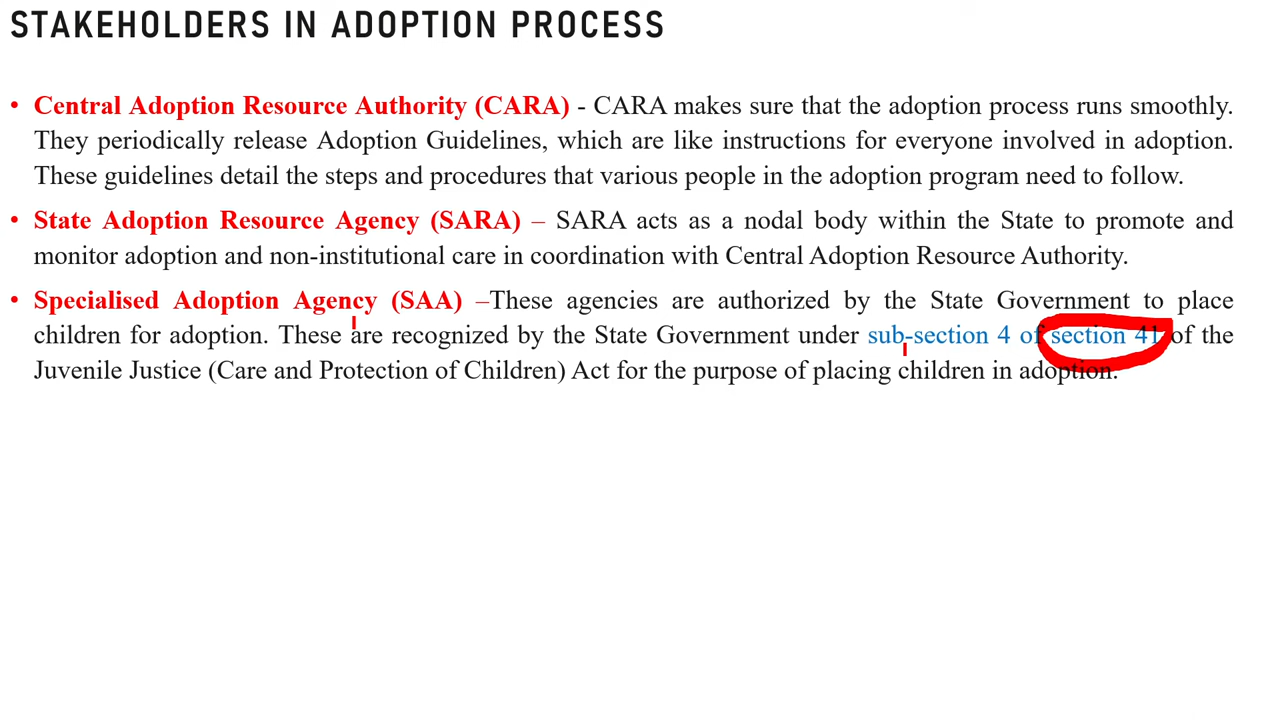 STAKEHOLDERS IN ADOPTION PROCESS
• Central Adoption Resource Authority (CARA) - CARA makes sure that the adoption process runs smoothly.
They periodically release Adoption Guidelines, which are like instructions for everyone involved in adoption.
These guidelines detail the steps and procedures that various people in the adoption program need to follow.
• State Adoption Resource Agency (SARA) – SARA acts as a nodal body within the State to promote and
monitor adoption and non-institutional care in coordination with Central Adoption Resource Authority.
• Specialised Adoption Agency (SAA) –These agencies are authorized by the State Government to place
children for adoption. These are recognized by the State Government under sub-section 4 of section 41 of the
Juvenile Justice (Care and Protection of Children) Act for the purpose of placing children in adoption.